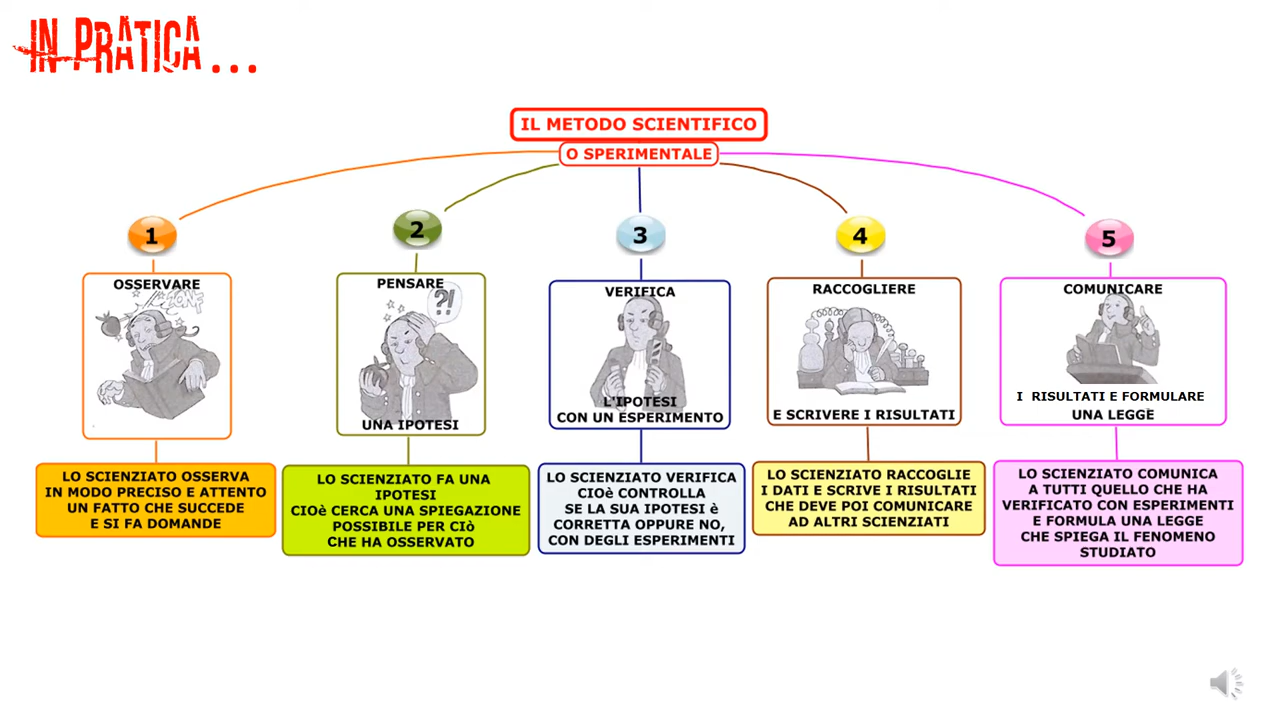 IN PRATICA...
IL METODO SCIENTIFICO
O SPERIMENTALE
1
OSSERVARE
LO SCIENZIATO OSSERVA
IN MODO PRECISO E ATTENTO
UN FATTO CHE SUCCEDE
E SI FA DOMANDE
2
PENSARE
?!
UNA IPOTESI
LO SCIENZIATO FA UNA
IPOTESI
CIOè CERCA UNA SPIEGAZIONE
POSSIBILE PER CIò
CHE HA OSSERVATO
3
VERIFICA
L'IPOTESI
CON UN ESPERIMENTO
LO SCIENZIATO VERIFICA
CIOè CONTROLLA
SE LA SUA IPOTESI è
CORRETTA OPPURE NO,
CON DEGLI ESPERIMENTI
4
RACCOGLIERE
E SCRIVERE I RISULTATI
LO SCIENZIATO RACCOGLIE
I DATI E SCRIVE I RISULTATI
CHE DEVE POI COMUNICARE
AD ALTRI SCIENZIATI
5
COMUNICARE
I RISULTATI E FORMULARE
UNA LEGGE
LO SCIENZIATO COMUNICA
A TUTTI QUELLO CHE HA
VERIFICATO CON ESPERIMENTI
E FORMULA UNA LEGGE
CHE SPIEGA IL FENOMENO
STUDIATO